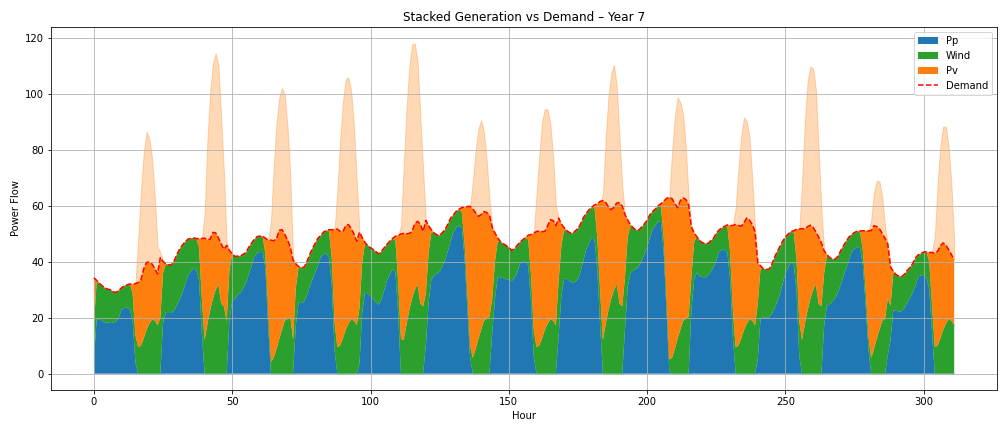 Stacked Generation vs Demand – Year 7
Power Flow
120
100
80
60
40
20
0
0 50 100 150 200 250 300
Hour
Pp
Wind
Pv
Demand